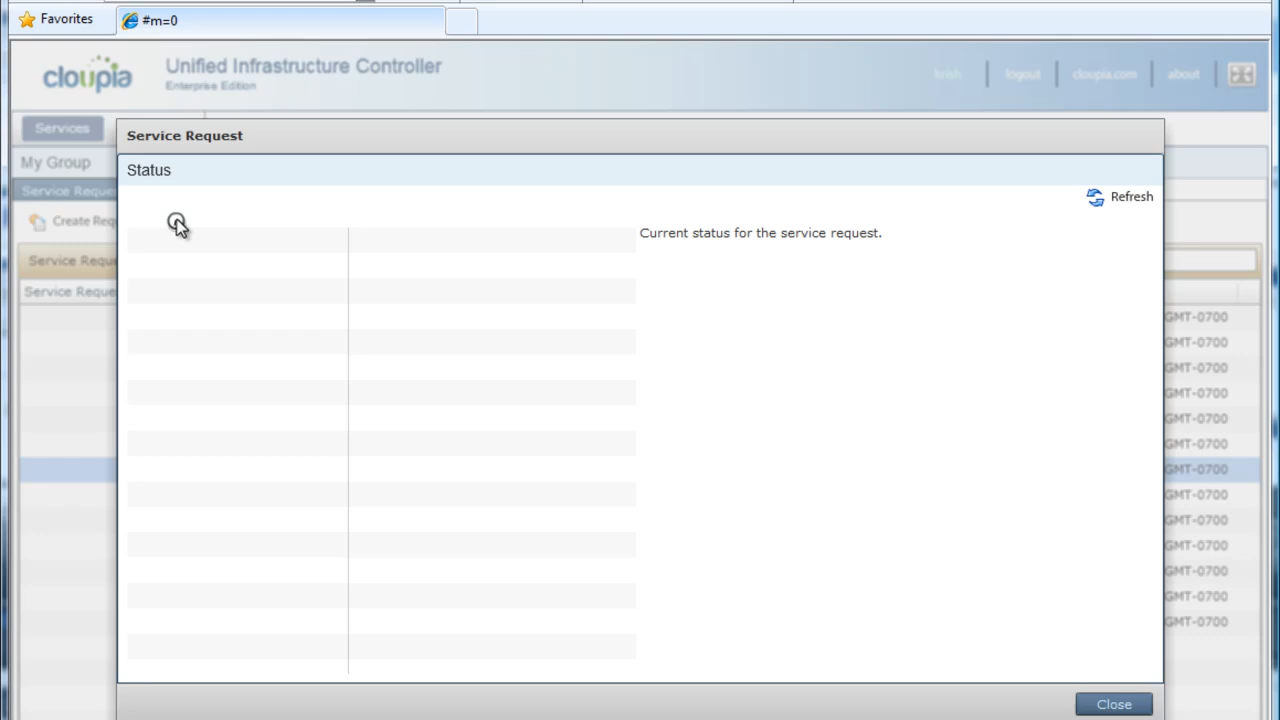 Favorites
#m=0
cloupia
Unified Infrastructure Controller
Enterprise Edition
krish
logout
cloupia.com
about
Services
Service Request
My Group
Status
Service Reque
Refresh
Create Req
Current status for the service request.
Service Reque
Service Reque
GMT-0700
GMT-0700
GMT-0700
GMT-0700
GMT-0700
GMT-0700
GMT-0700
GMT-0700
GMT-0700
GMT-0700
GMT-0700
GMT-0700
GMT-0700
Close